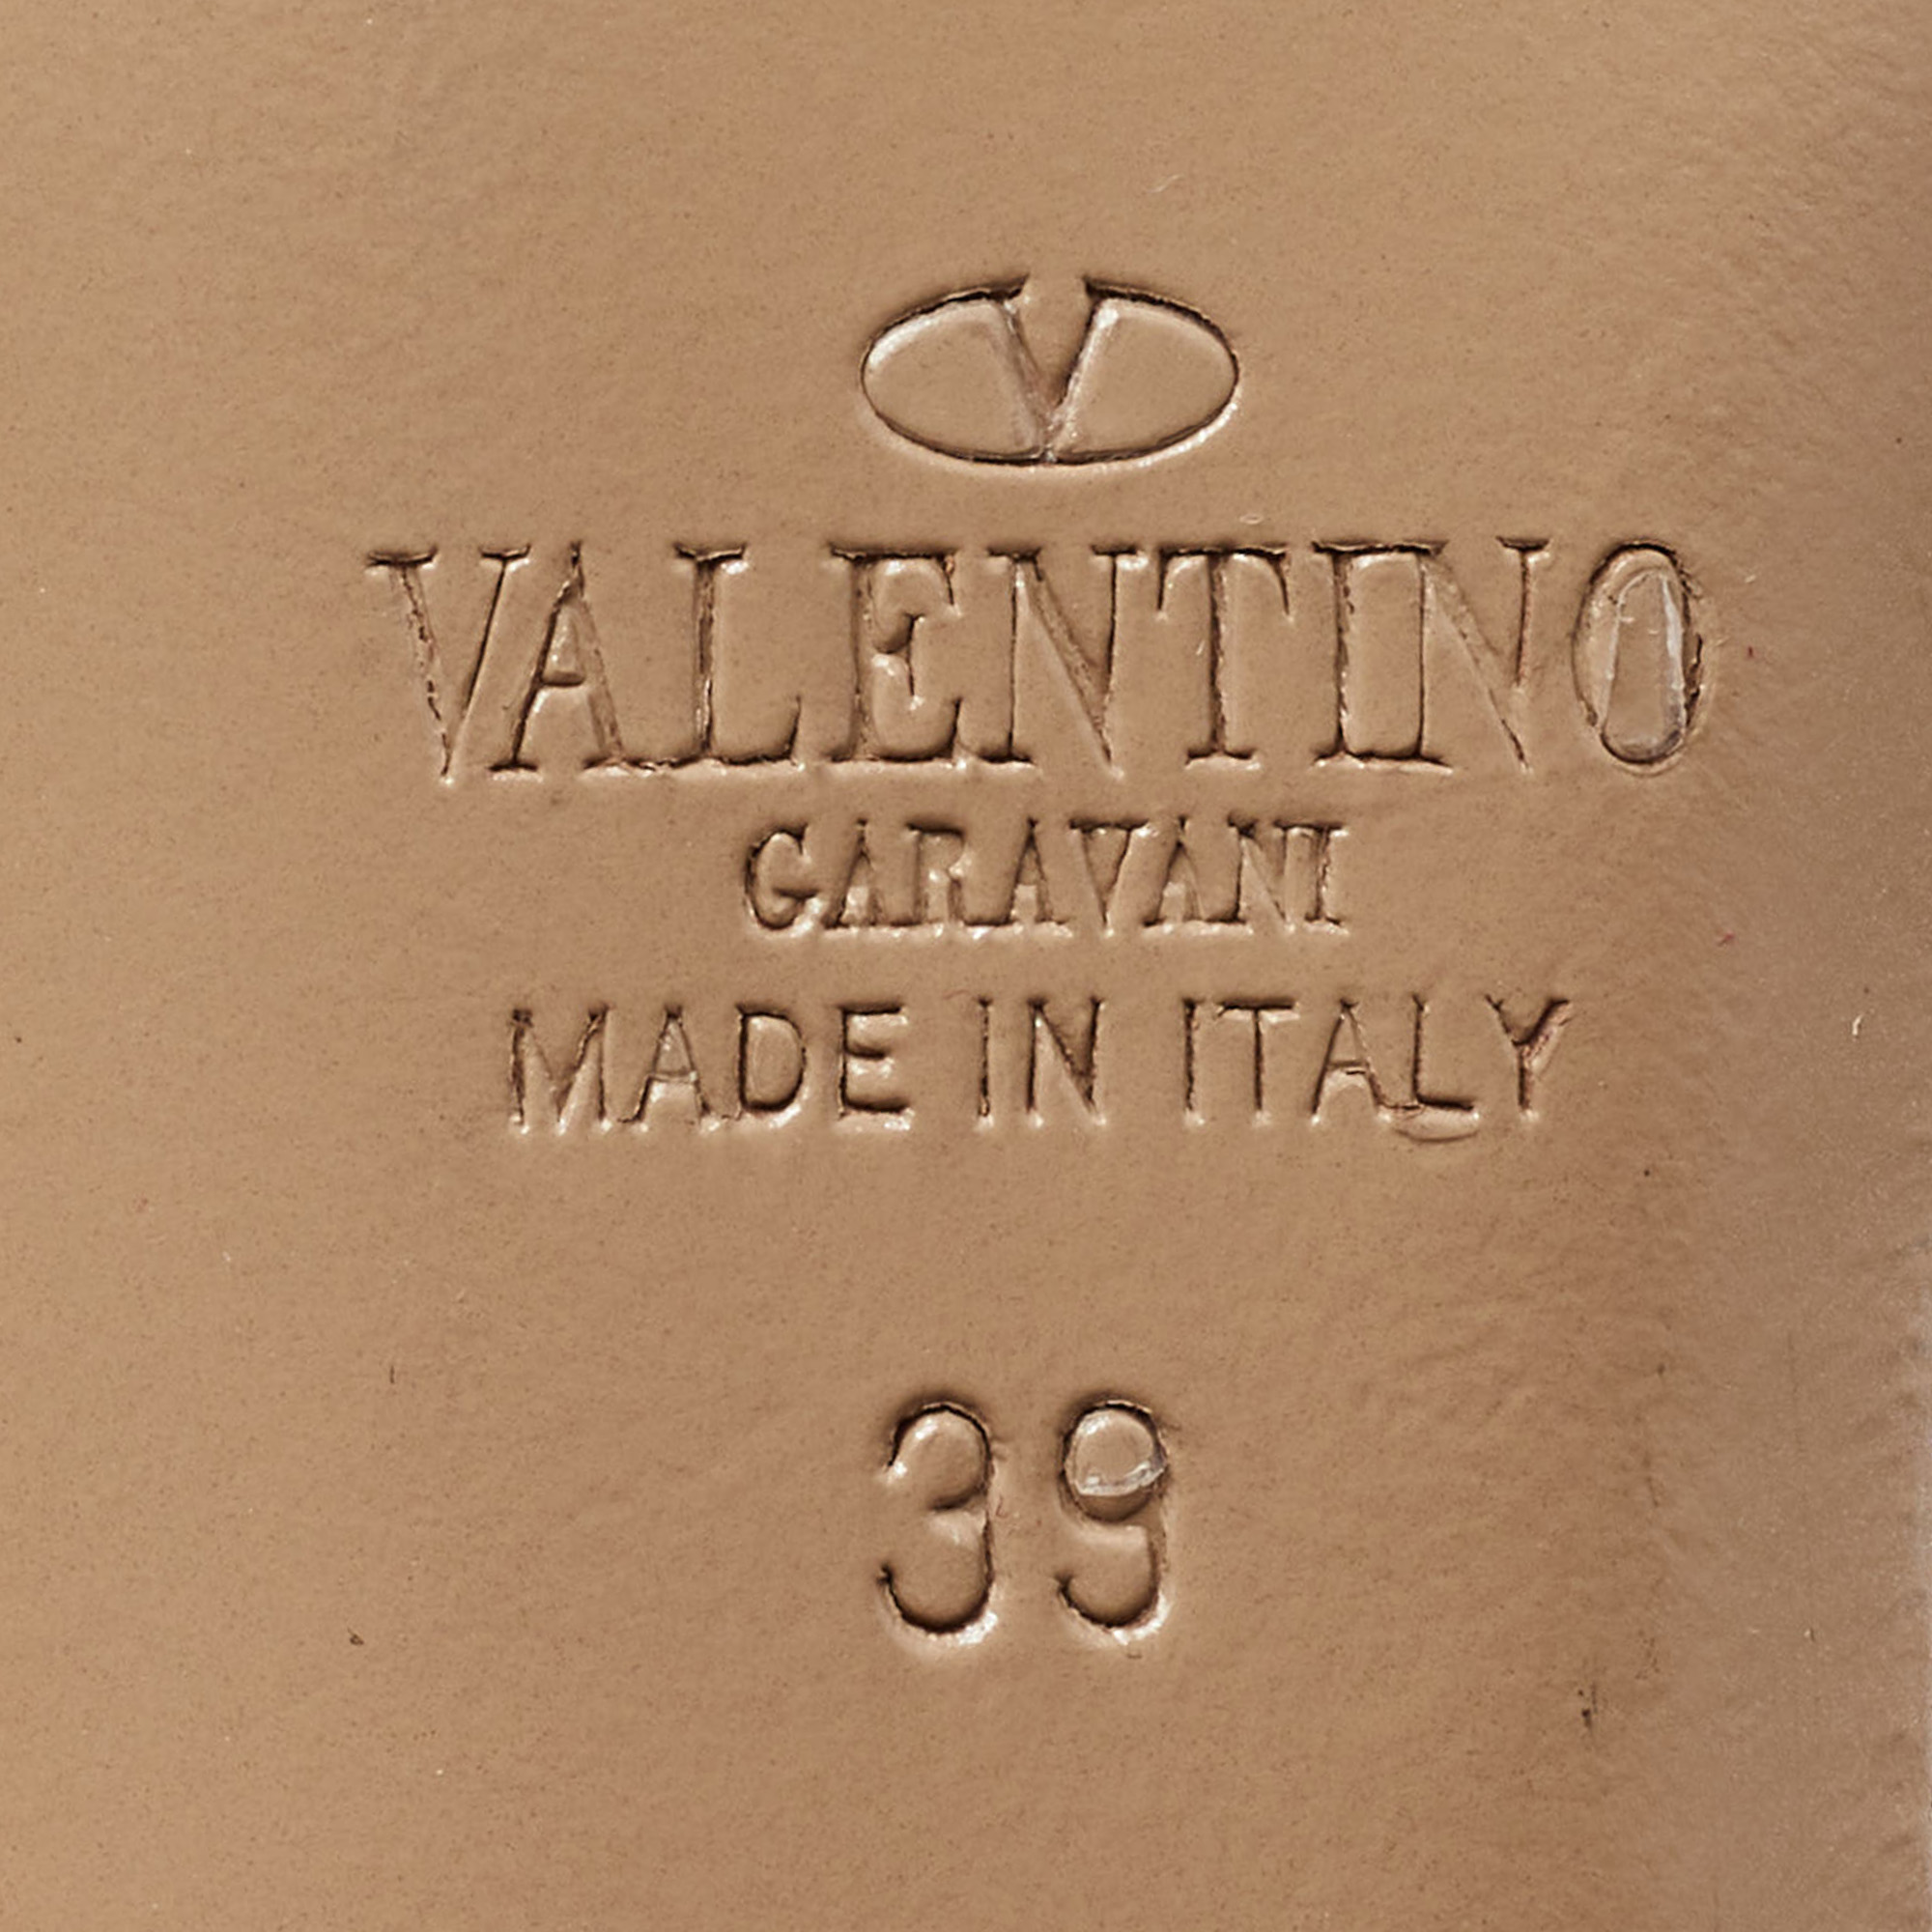 VALENTINO
GARAVANI
MADE IN ITALY
39